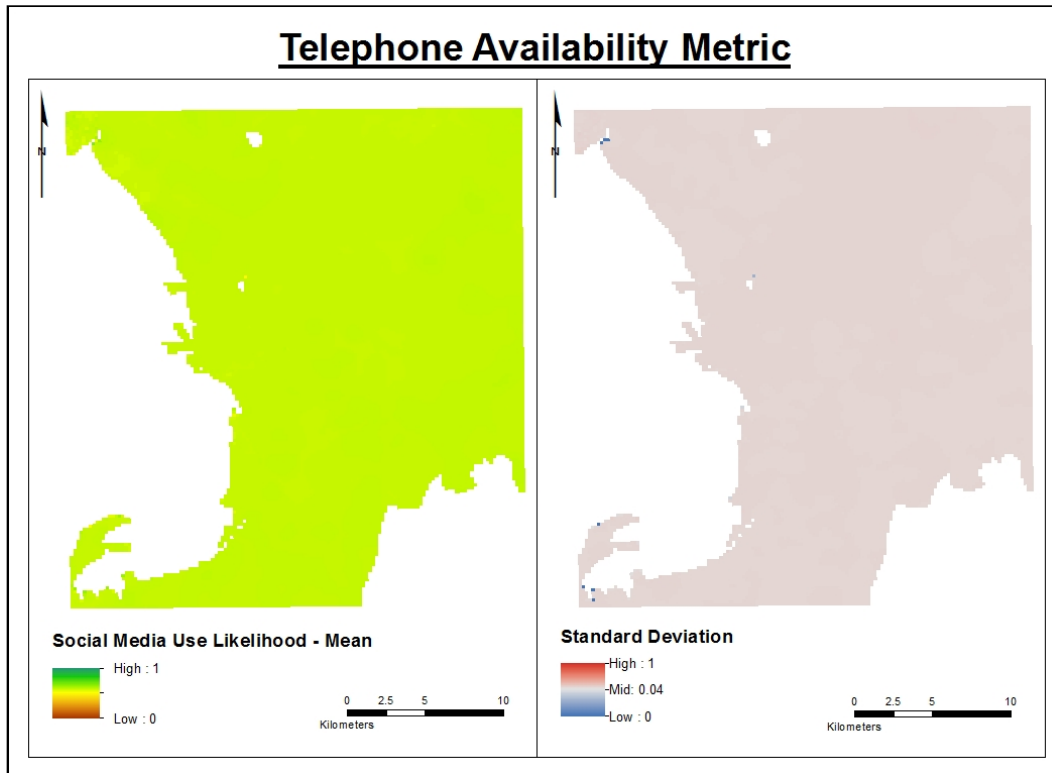 Telephone Availability Metric
N
N
Social Media Use Likelihood - Mean
High : 1
Low : 0
0 2.5 5 10
Kilometers
Standard Deviation
High : 1
Mid: 0.04
Low : 0
0 2.5 5 10
Kilometers